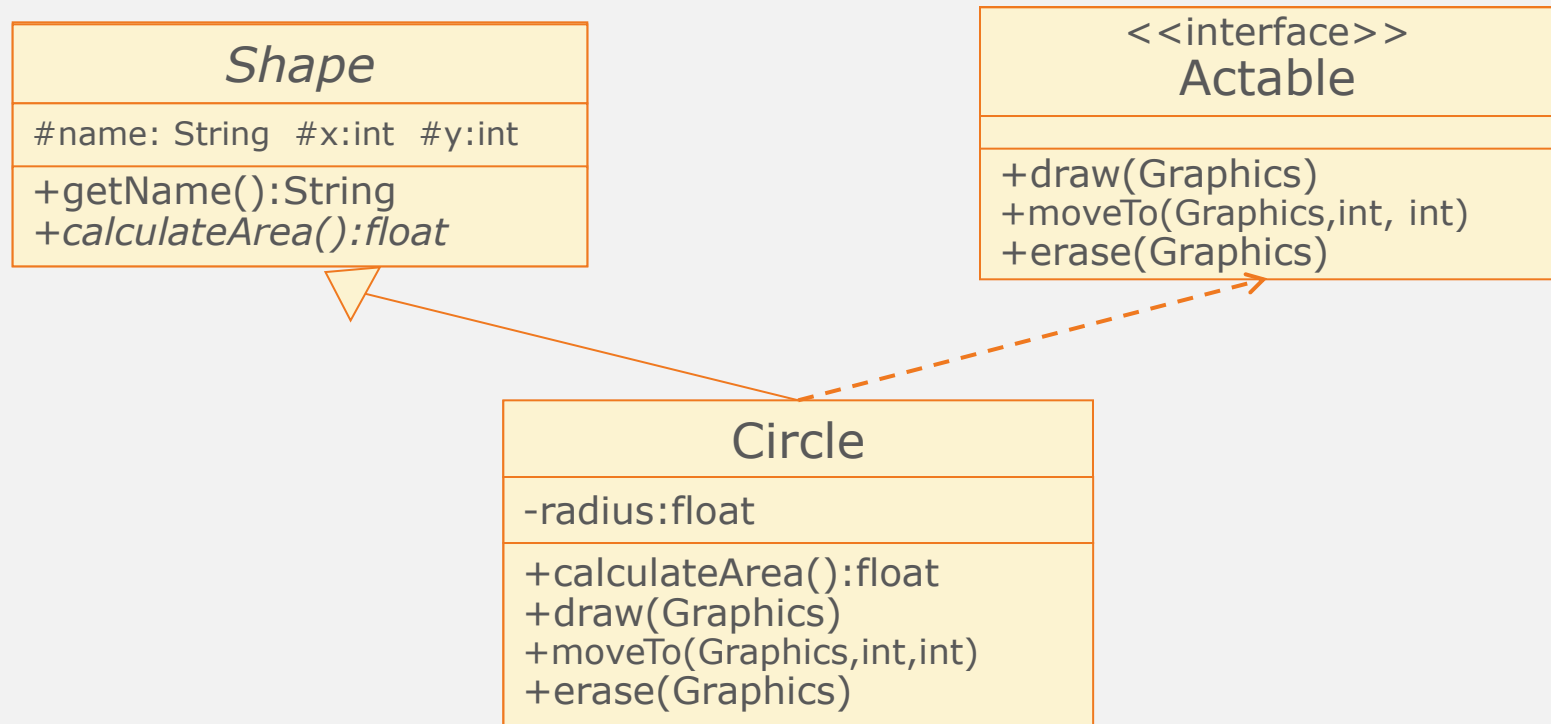 Shape
#name: String  #x:int  #y:int
+getName():String
+calculateArea():float
<<interface>>
Actable
+draw(Graphics)
+moveTo(Graphics,int, int)
+erase(Graphics)
Circle
-radius:float
+calculateArea():float
+draw(Graphics)
+moveTo(Graphics,int,int)
+erase(Graphics)